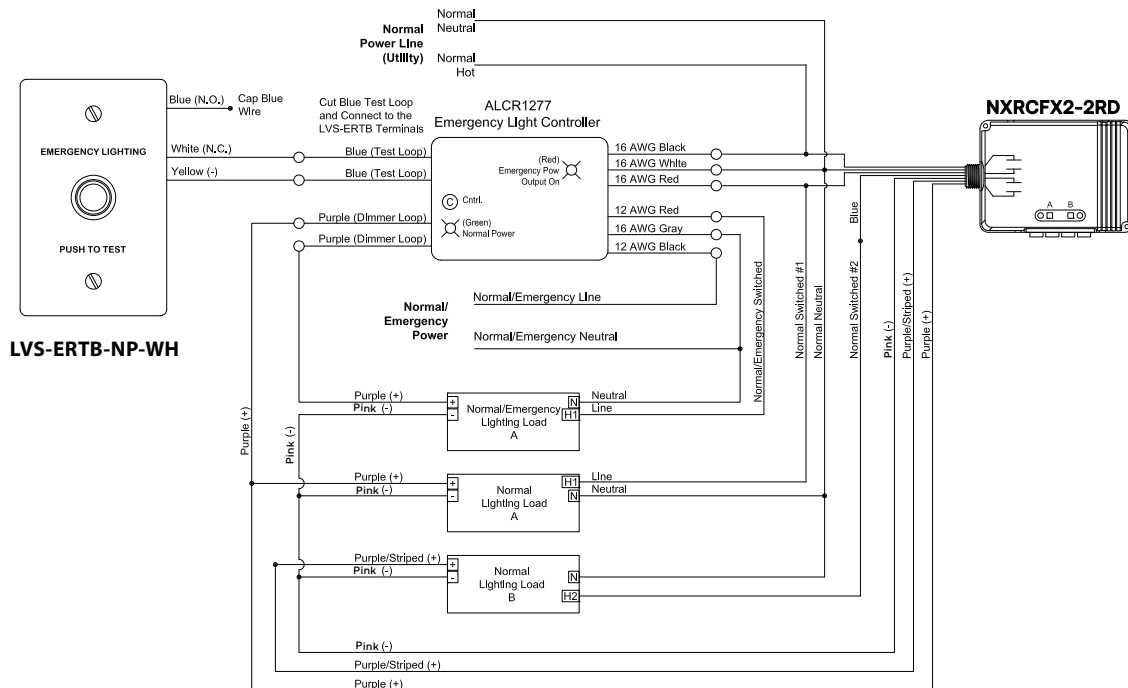 Normal
Neutral
Normal
Power Line
(Utility)
Normal
Hot
Blue (N.O.)
Cap Blue
Wire
Cut Blue Test Loop
and Connect to the
LVS-ERTB Terminals
ALCR1277
Emergency Light Controller
NXRCFX2-2RD
EMERGENCY LIGHTING
PUSH TO TEST
LVS-ERTB-NP-WH
White (N.C.)
Yellow (-)
Blue (Test Loop)
Blue (Test Loop)
Purple (Dimmer Loop)
Purple (Dimmer Loop)
(Red)
Emergency Pow
Output On
C Cntrl.
(Green)
Normal Power
16 AWG Black
16 AWG White
16 AWG Red
12 AWG Red
16 AWG Gray
12 AWG Black
A B
Blue
Normal/
Emergency
Power
Normal/Emergency Line
Normal/Emergency Neutral
Normal/Emergency Switched
Normal Switched #1
Normal Neutral
Normal Switched #2
Pink (-)
Purple/Striped (+)
Purple (+)
Purple (+)
Pink (-)
Purple (+)
Pink (-)
+
-
Normal/Emergency
Lighting Load
A
N
H1
Neutral
Line
Purple (+)
Pink (-)
+
-
Normal
Lighting Load
A
H1
N
Line
Neutral
Purple/Striped (+)
Pink (-)
+
-
Normal
Lighting Load
B
N
H2
Pink (-)
Purple/Striped (+)
Purple (+)